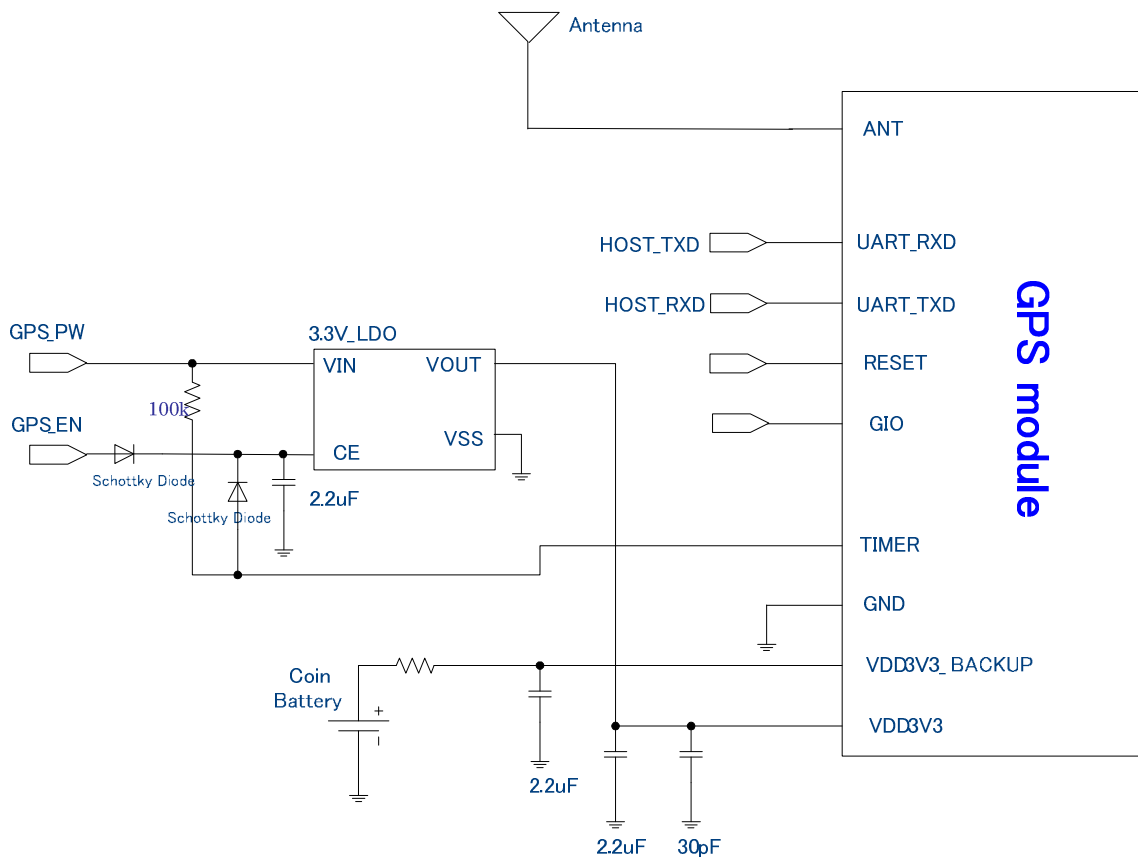 Antenna
ANT
HOST_TXD
UART_RXD
HOST_RXD
UART_TXD
GPS module
GPS_PW
3.3V_LDO
VIN
VOUT
RESET
100k
GPS_EN
VSS
GIO
CE
Schottky Diode
2.2uF
Schottky Diode
TIMER
GND
VDD3V3_BACKUP
Coin
Battery
+
-
VDD3V3
2.2uF
2.2uF
30pF